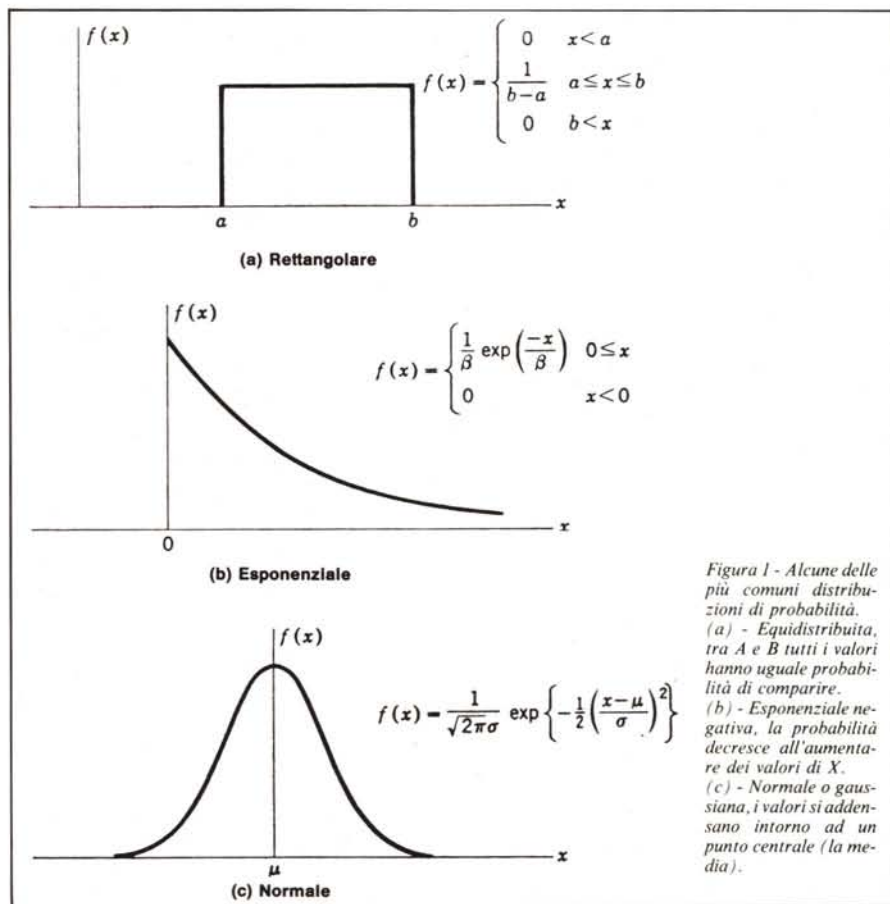 f(x)
f(x) = { 0 x < a
1/(b−a) a ≤ x ≤ b
0 b < x
x
a b
(a) Rettangolare
f(x)
f(x) = { 1/β exp(−x/β) 0 ≤ x
0 x < 0
x
0
(b) Esponenziale
f(x)
f(x) = 1/(√2π σ) exp{−1/2 ((x−μ)/σ)²}
x
μ
(c) Normale
Figura 1 - Alcune delle
più comuni distribu-
zioni di probabilità.
(a) - Equidistribuita,
tra A e B tutti i valori
hanno uguale probabi-
lità di comparire.
(b) - Esponenziale ne-
gativa, la probabilità
decresce all'aumenta-
re dei valori di X.
(c) - Normale o gaus-
siana, i valori si adden-
sano intorno ad un
punto centrale (la me-
dia).